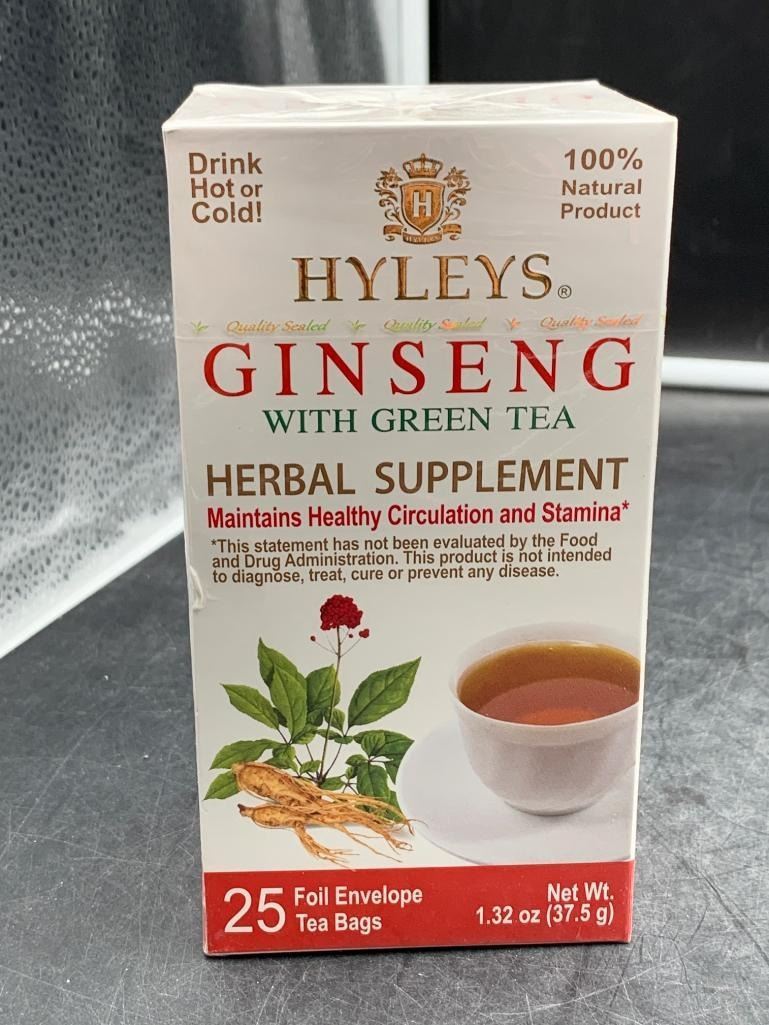 Drink
Hot or
Cold!
100%
Natural
Product
H
HYLEYS
HYLEYS®
Quality Sealed Quality Sealed Quality Sealed
GINSENG
WITH GREEN TEA
HERBAL SUPPLEMENT
Maintains Healthy Circulation and Stamina*
*This statement has not been evaluated by the Food
and Drug Administration. This product is not intended
to diagnose, treat, cure or prevent any disease.
25 Foil Envelope
Tea Bags
Net Wt.
1.32 oz (37.5 g)